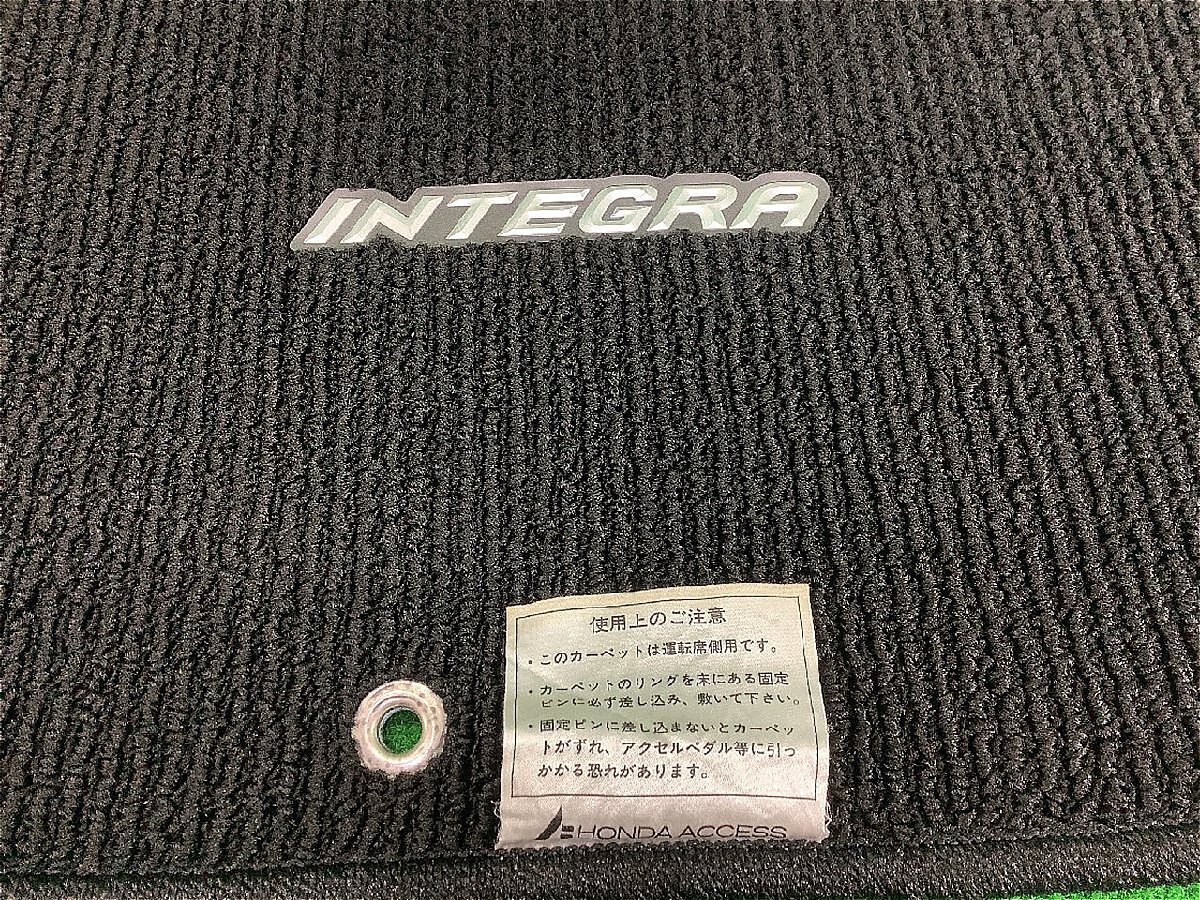 INTEGRA
使用上のご注意
・このカーペットは運転席側用です。
・カーペットのリングを床にある固定
ピンに必ず差し込み、敷いて下さい。
・固定ピンに差し込まないとカーペッ
トがずれ、アクセルペダル等に引っ
かかる恐れがあります。
HONDA ACCESS